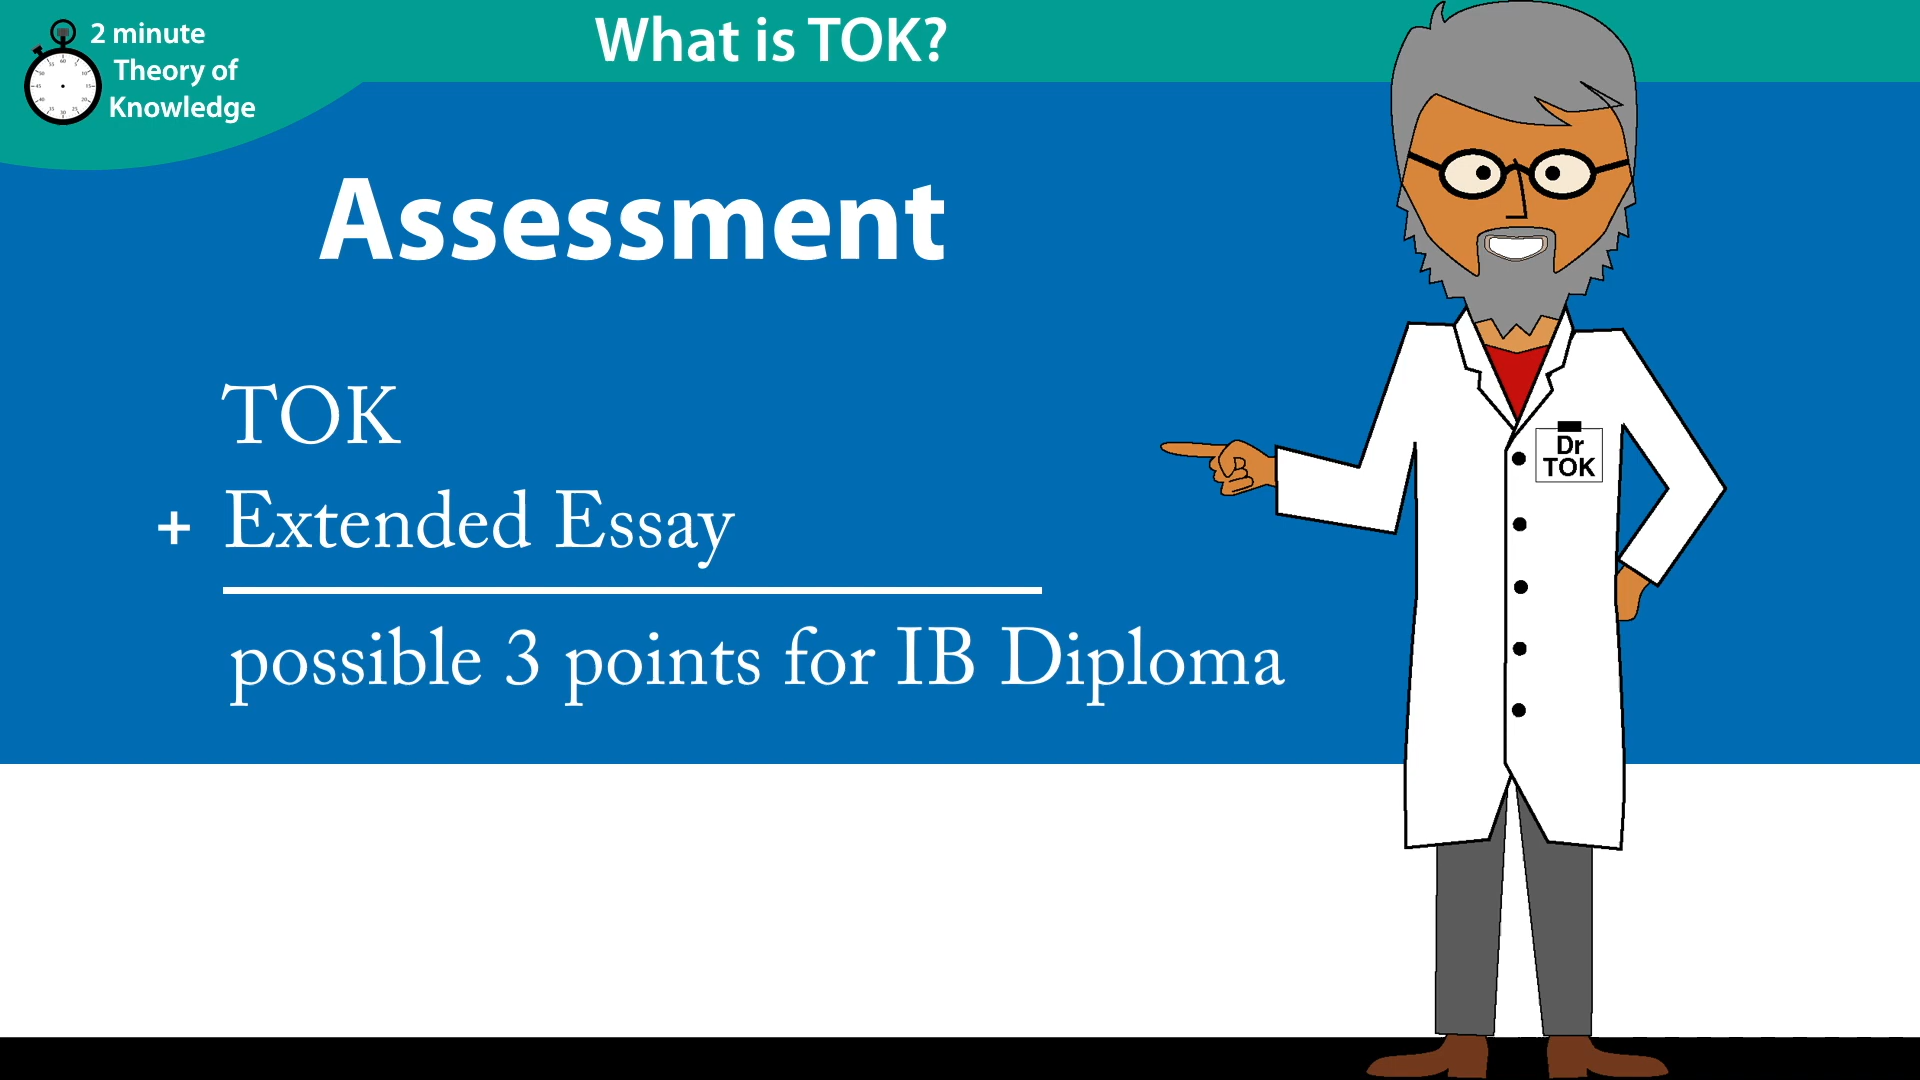 2 minute
Theory of
Knowledge
What is TOK?
Assessment
TOK
+ Extended Essay
possible 3 points for IB Diploma
Dr
TOK